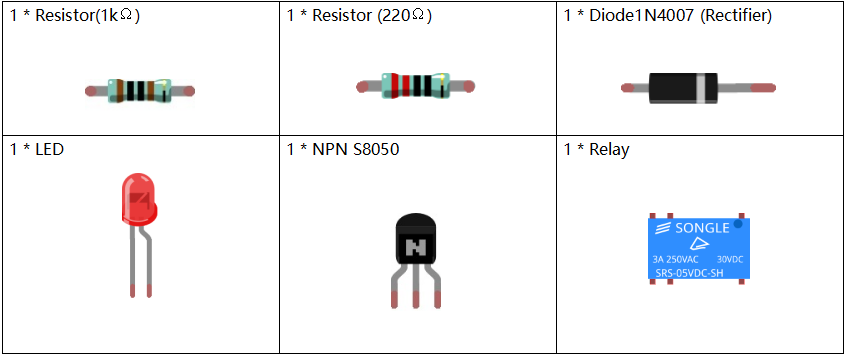 1 * Resistor(1kΩ)
1 * Resistor (220Ω)
1 * Diode1N4007 (Rectifier)
1 * LED
1 * NPN S8050
1 * Relay
N
SONGLE
3A 250VAC 30VDC
SRS-05VDC-SH